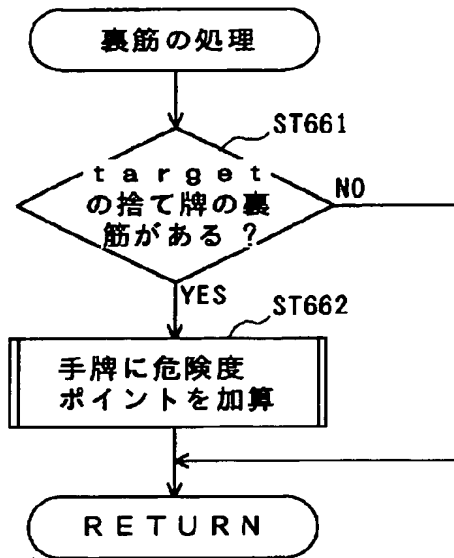 裏筋の処理
ST661
ｔａｒｇｅｔ
の捨て牌の裏
筋がある？
NO
YES
ST662
手牌に危険度
ポイントを加算
ＲＥＴＵＲＮ